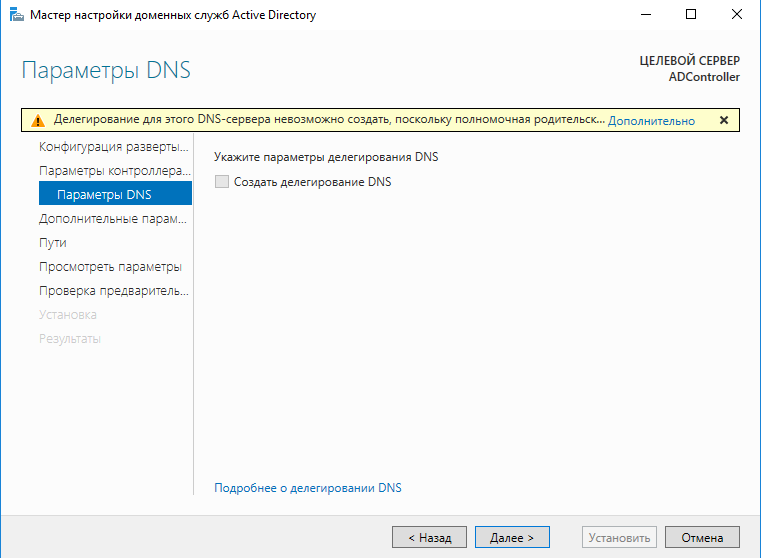 Мастер настройки доменных служб Active Directory
Параметры DNS
ЦЕЛЕВОЙ СЕРВЕР
ADController
Делегирование для этого DNS-сервера невозможно создать, поскольку полномочная родительск... Дополнительно
Конфигурация разверты...
Параметры контроллера...
Параметры DNS
Дополнительные парам...
Пути
Просмотреть параметры
Проверка предваритель...
Установка
Результаты
Укажите параметры делегирования DNS
Создать делегирование DNS
Подробнее о делегировании DNS
< Назад
Далее >
Установить
Отмена